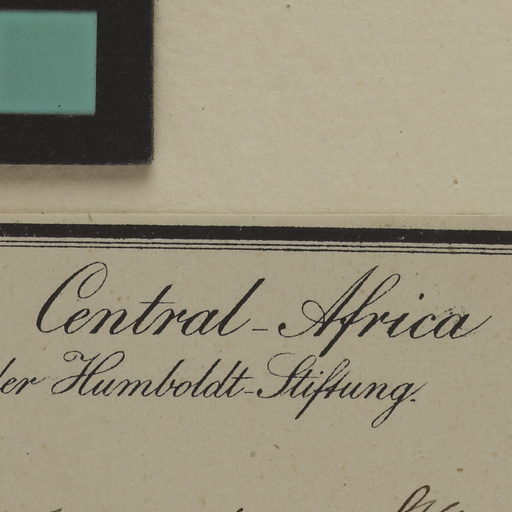 Central-Africa
der Humboldt-Stiftung.